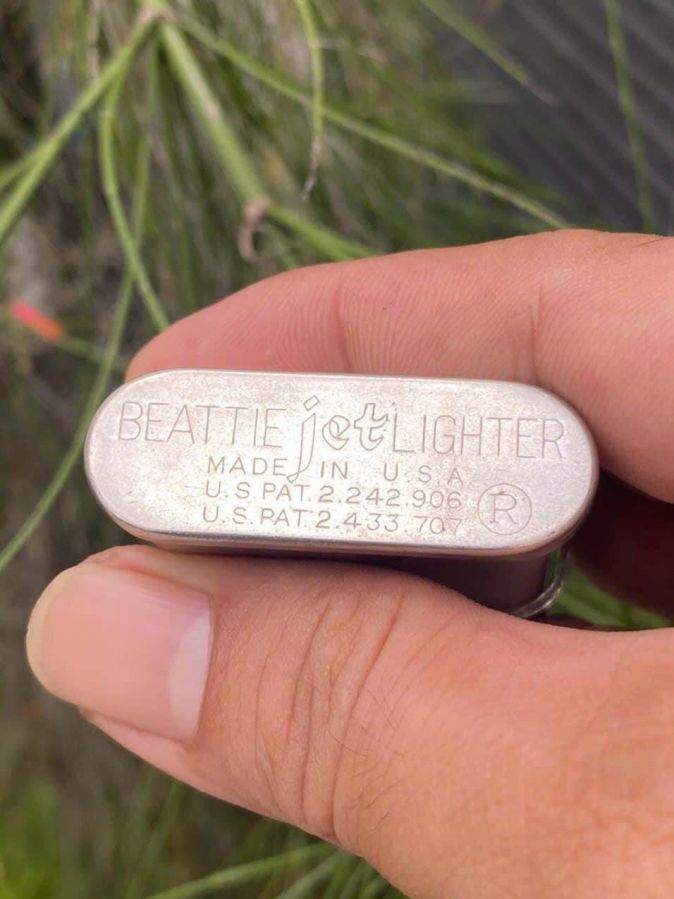 BEATTIE jet LIGHTER
MADE IN U.S.A
U.S. PAT. 2.242.906
U.S. PAT. 2.433.707
®